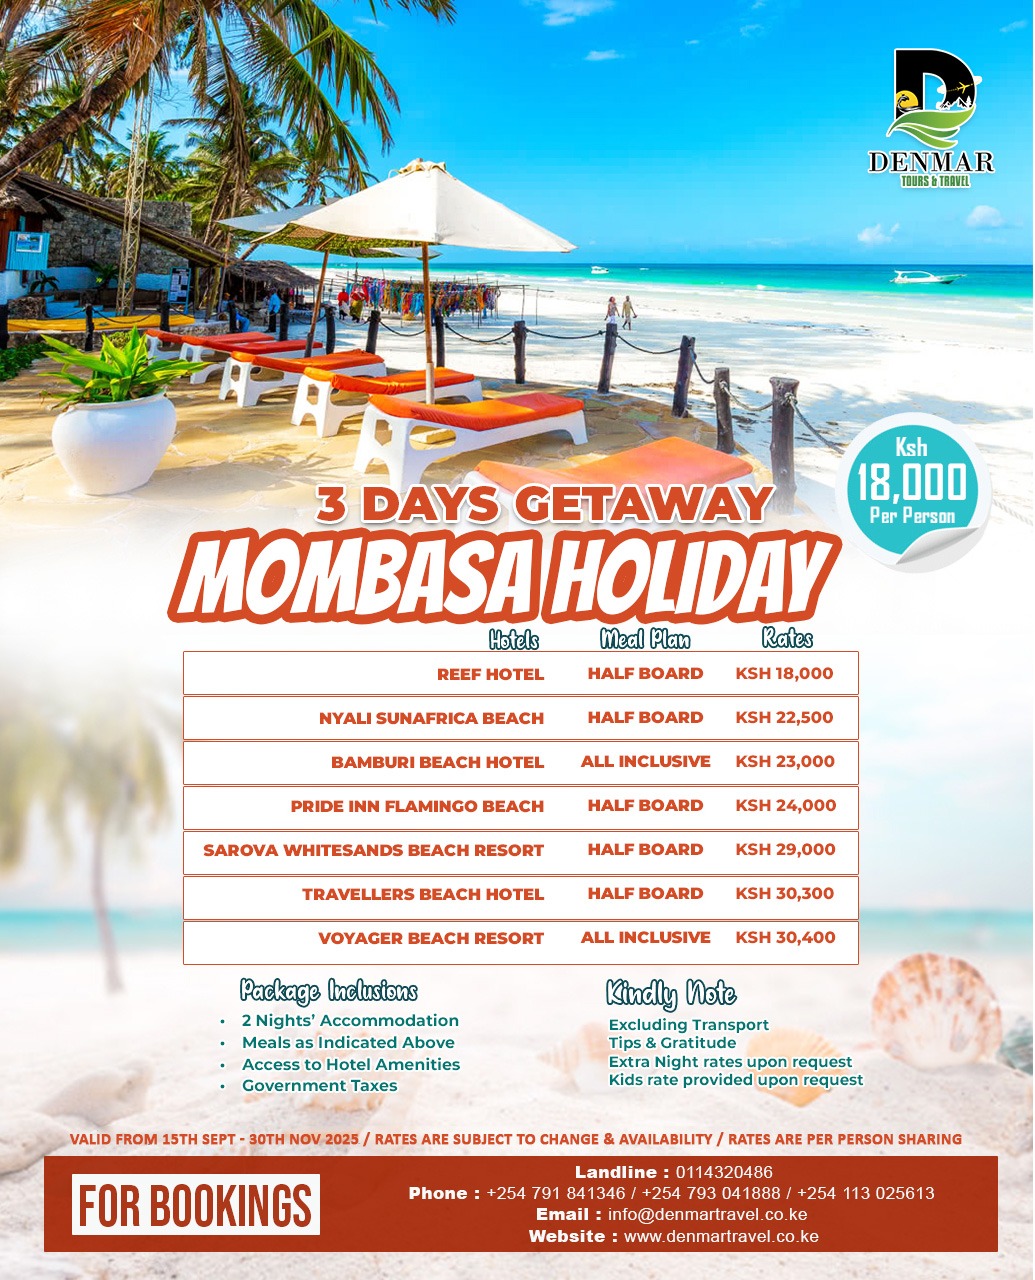 DENMAR
TOURS & TRAVEL
Ksh
18,000
Per Person
3 DAYS GETAWAY
MOMBASA HOLIDAY
Hotels Meal Plan Rates
REEF HOTEL HALF BOARD KSH 18,000
NYALI SUNAFRICA BEACH HALF BOARD KSH 22,500
BAMBURI BEACH HOTEL ALL INCLUSIVE KSH 23,000
PRIDE INN FLAMINGO BEACH HALF BOARD KSH 24,000
SAROVA WHITESANDS BEACH RESORT HALF BOARD KSH 29,000
TRAVELLERS BEACH HOTEL HALF BOARD KSH 30,300
VOYAGER BEACH RESORT ALL INCLUSIVE KSH 30,400
Package Inclusions
• 2 Nights’ Accommodation
• Meals as Indicated Above
• Access to Hotel Amenities
• Government Taxes
Kindly Note
Excluding Transport
Tips & Gratitude
Extra Night rates upon request
Kids rate provided upon request
VALID FROM 15TH SEPT - 30TH NOV 2025 / RATES ARE SUBJECT TO CHANGE & AVAILABILITY / RATES ARE PER PERSON SHARING
FOR BOOKINGS
Landline : 0114320486
Phone : +254 791 841346 / +254 793 041888 / +254 113 025613
Email : info@denmartravel.co.ke
Website : www.denmartravel.co.ke